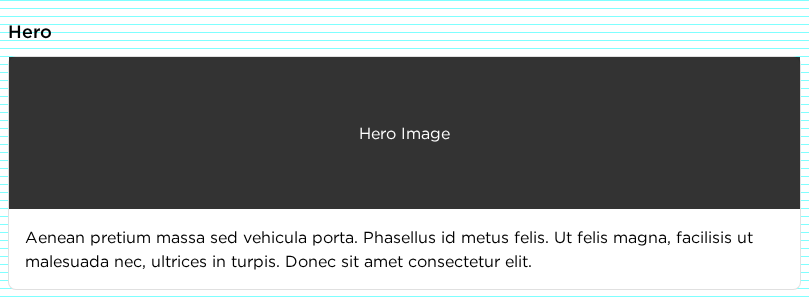 Hero
Hero Image
Aenean pretium massa sed vehicula porta. Phasellus id metus felis. Ut felis magna, facilisis ut
malesuada nec, ultrices in turpis. Donec sit amet consectetur elit.